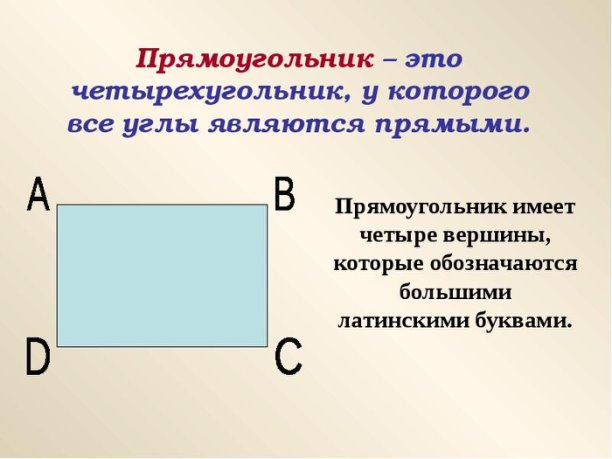 Прямоугольник – это
четырехугольник, у которого
все углы являются прямыми.
A
B
Прямоугольник имеет
четыре вершины,
которые обозначаются
большими
латинскими буквами.
D
C